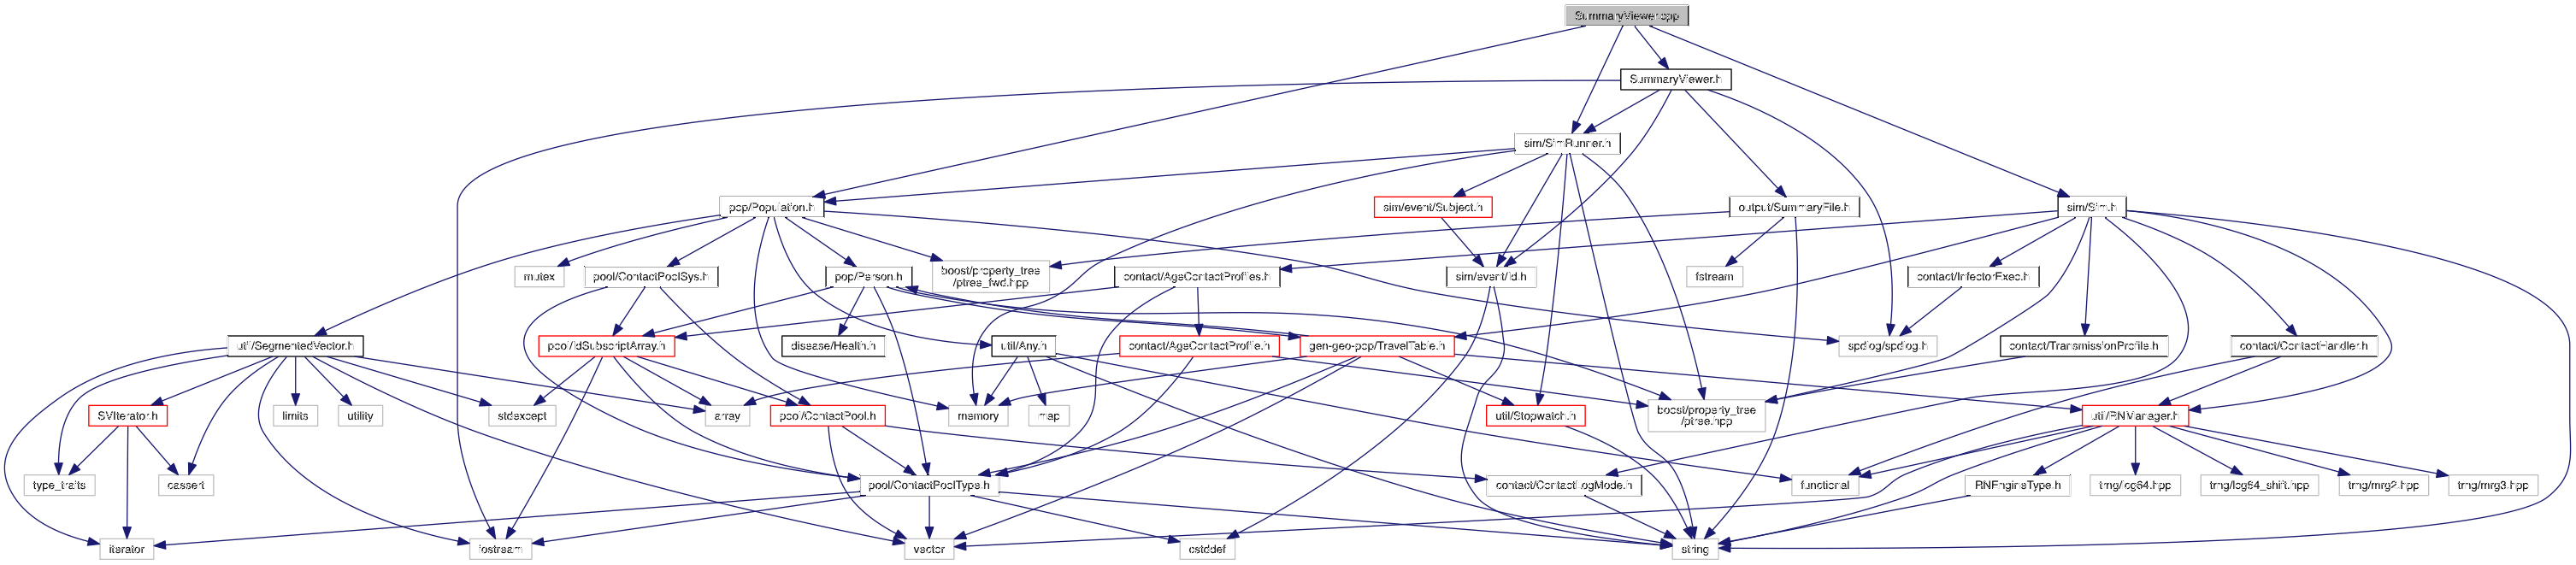 SummaryViewer.cpp
SummaryViewer.h
sim/SimRunner.h
pop/Population.h
sim/event/Subject.h
output/SummaryFile.h
sim/Sim.h
mutex
pool/ContactPoolSys.h
pop/Person.h
boost/property_tree
/ptree_fwd.hpp
contact/AgeContactProfiles.h
sim/event/Id.h
fstream
contact/InfectorExec.h
util/SegmentedVector.h
pool/IdSubscriptArray.h
disease/Health.h
util/Any.h
contact/AgeContactProfile.h
gen-geo-pop/TravelTable.h
spdlog/spdlog.h
contact/TransmissionProfile.h
contact/ContactHandler.h
SVIterator.h
limits
utility
stdexcept
array
pool/ContactPool.h
memory
map
util/Stopwatch.h
boost/property_tree
/ptree.hpp
util/RNManager.h
type_traits
cassert
pool/ContactPoolType.h
contact/ContactLogMode.h
functional
RNEngineType.h
trng/lcg64.hpp
trng/lcg64_shift.hpp
trng/mrg2.hpp
trng/mrg3.hpp
iterator
iostream
vector
cstddef
string